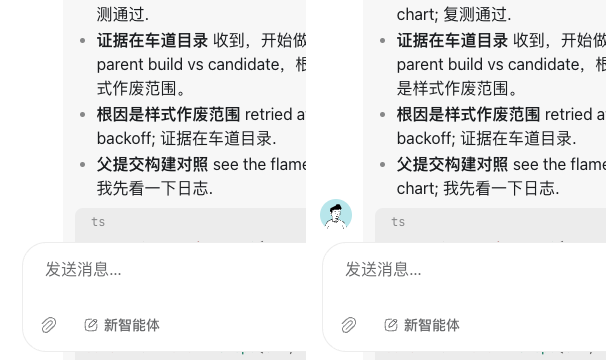 测通过.
证据在车道目录 收到，开始做
parent build vs candidate，
式作废范围。
根因是样式作废范围 retried
backoff; 证据在车道目录.
父提交构建对照 see the flame
我先看一下日志.
ts
发送消息...
新智能体
chart; 复测通过.
证据在车道目录 收到，开始做
parent build vs candidate，
是样式作废范围。
根因是样式作废范围 retried
backoff; 证据在车道目录.
父提交构建对照 see the flame
chart; 我先看一下日志.
ts
发送消息...
新智能体